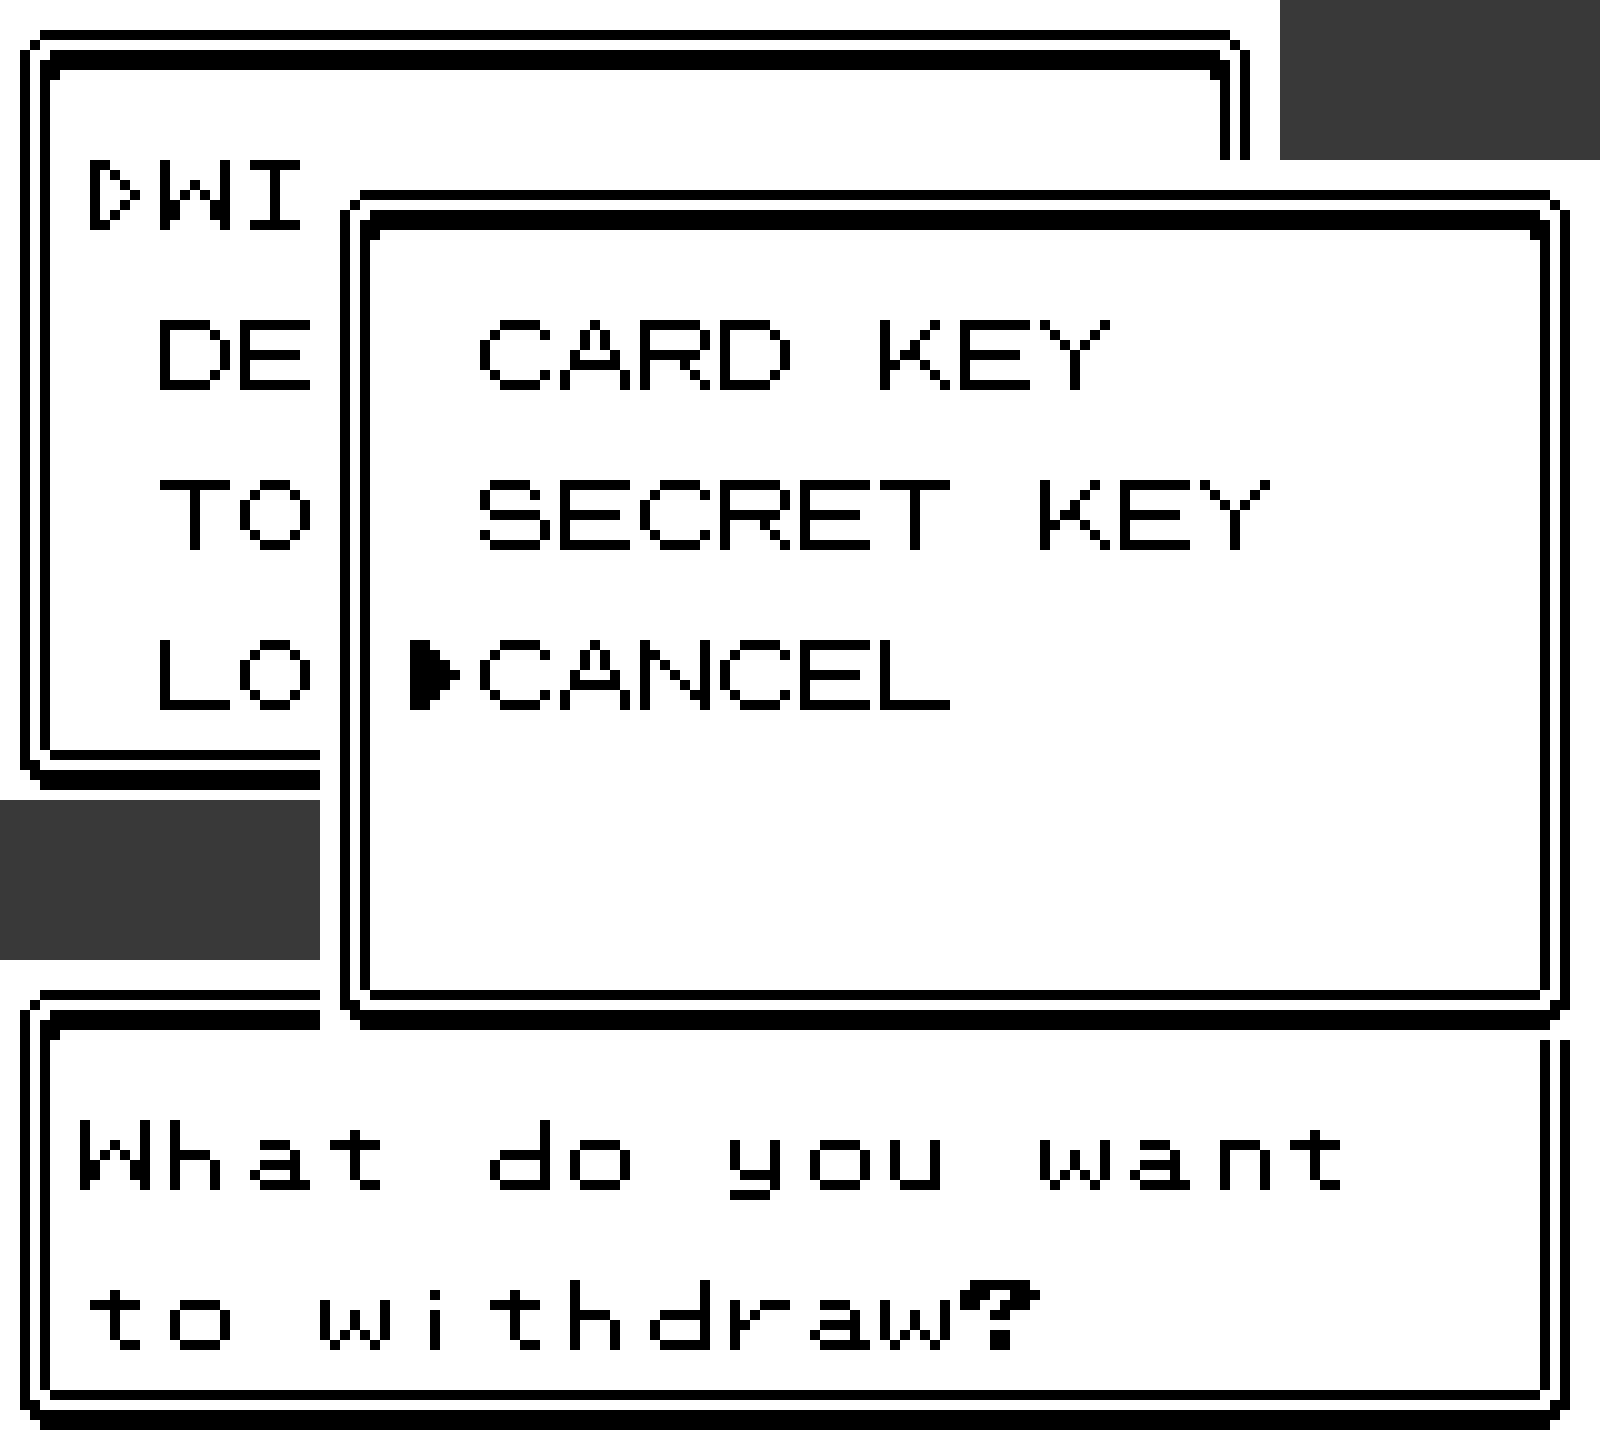 ▷WI
DE
TO
LO
CARD KEY
SECRET KEY
▶CANCEL
What do you want
to withdraw?